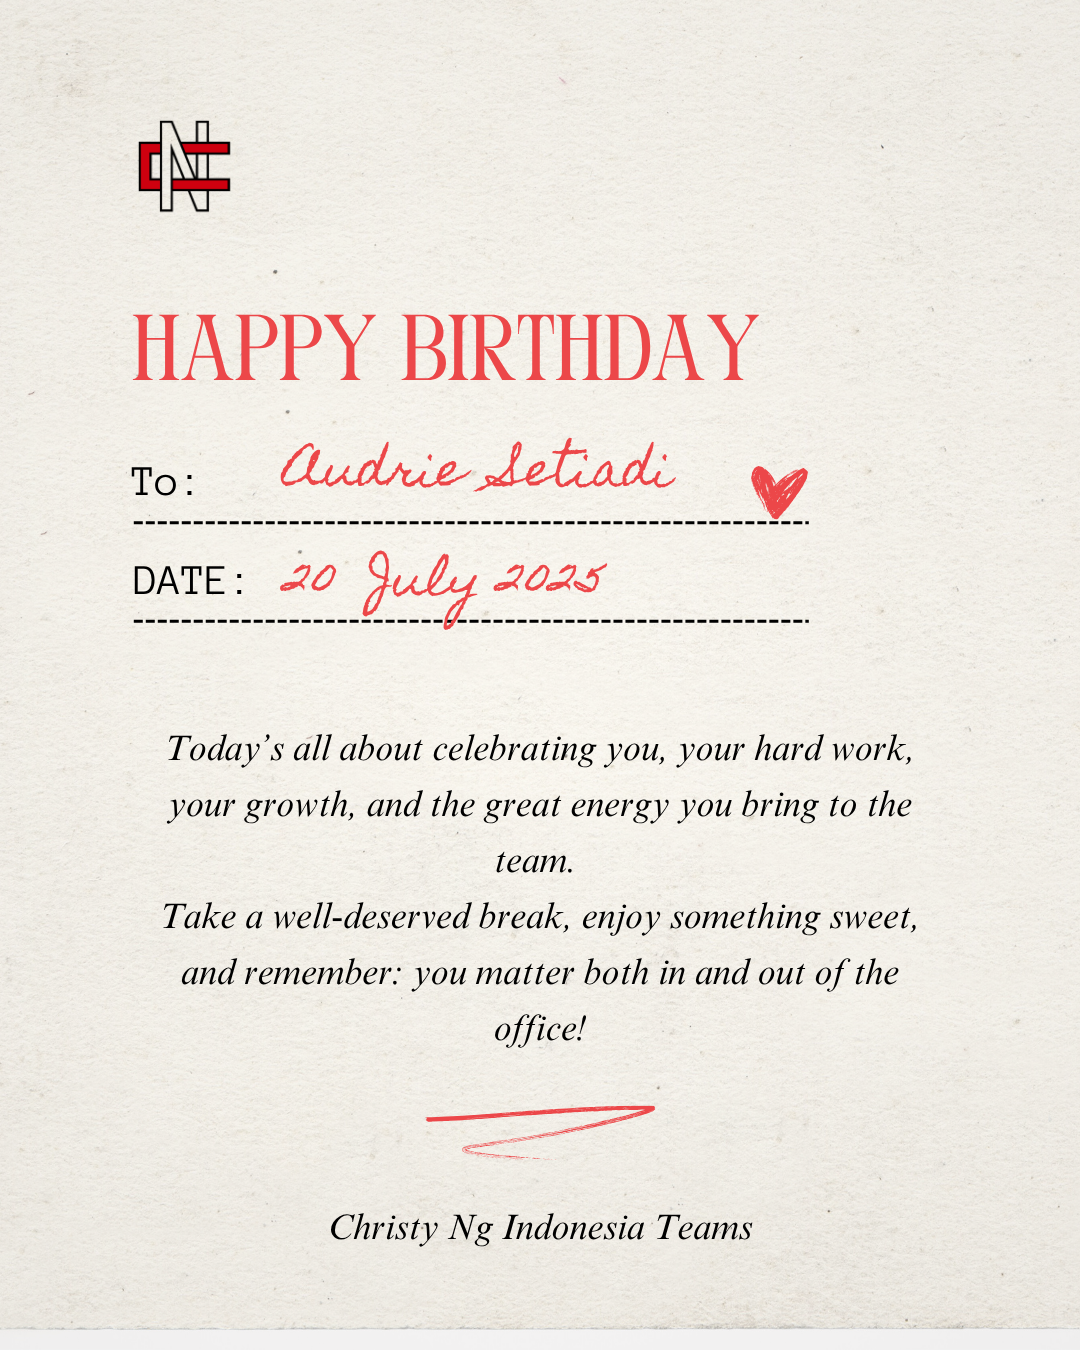 CN
HAPPY BIRTHDAY
To: Audrie Setiadi
DATE: 20 July 2025
Today’s all about celebrating you, your hard work,
your growth, and the great energy you bring to the
team.
Take a well-deserved break, enjoy something sweet,
and remember: you matter both in and out of the
office!
Christy Ng Indonesia Teams